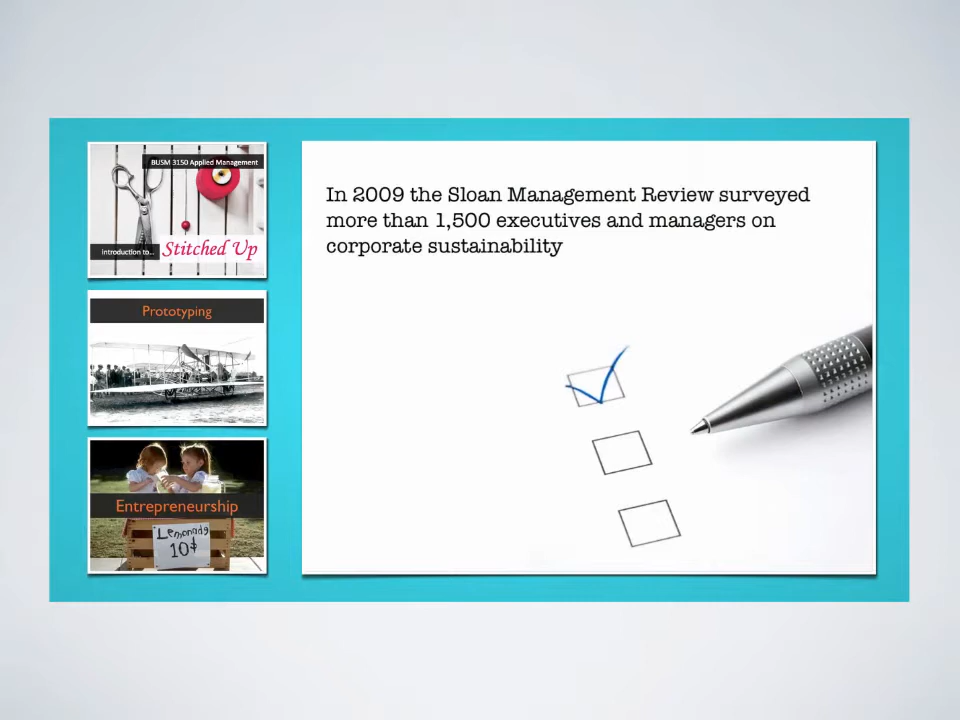 BUSM 3150 Applied Management
introduction to...
Stitched Up
Prototyping
Entrepreneurship
Lemonade
10¢
In 2009 the Sloan Management Review surveyed
more than 1,500 executives and managers on
corporate sustainability